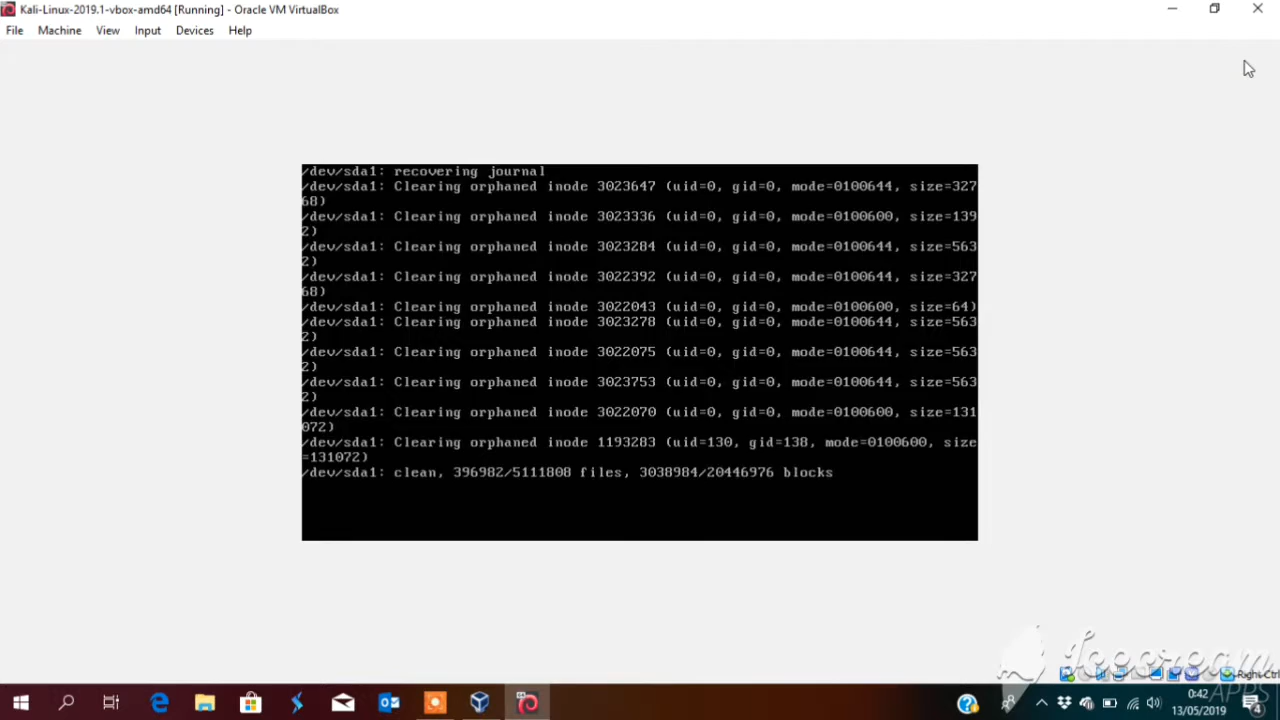 Kali-Linux-2019.1-vbox-amd64 [Running] - Oracle VM VirtualBox
File Machine View Input Devices Help
/dev/sda1: recovering journal
/dev/sda1: Clearing orphaned inode 3023647 (uid=0, gid=0, mode=0100644, size=327
68)
/dev/sda1: Clearing orphaned inode 3023336 (uid=0, gid=0, mode=0100600, size=139
2)
/dev/sda1: Clearing orphaned inode 3023284 (uid=0, gid=0, mode=0100644, size=563
2)
/dev/sda1: Clearing orphaned inode 3022392 (uid=0, gid=0, mode=0100644, size=327
68)
/dev/sda1: Clearing orphaned inode 3022043 (uid=0, gid=0, mode=0100600, size=64)
/dev/sda1: Clearing orphaned inode 3023278 (uid=0, gid=0, mode=0100644, size=563
2)
/dev/sda1: Clearing orphaned inode 3022075 (uid=0, gid=0, mode=0100644, size=563
2)
/dev/sda1: Clearing orphaned inode 3023753 (uid=0, gid=0, mode=0100644, size=563
2)
/dev/sda1: Clearing orphaned inode 3022070 (uid=0, gid=0, mode=0100600, size=131
072)
/dev/sda1: Clearing orphaned inode 1193283 (uid=130, gid=138, mode=0100600, size
=131072)
/dev/sda1: clean, 396982/5111808 files, 3038984/20446976 blocks
Right Ctrl
APPS
0:42
13/05/2019
4